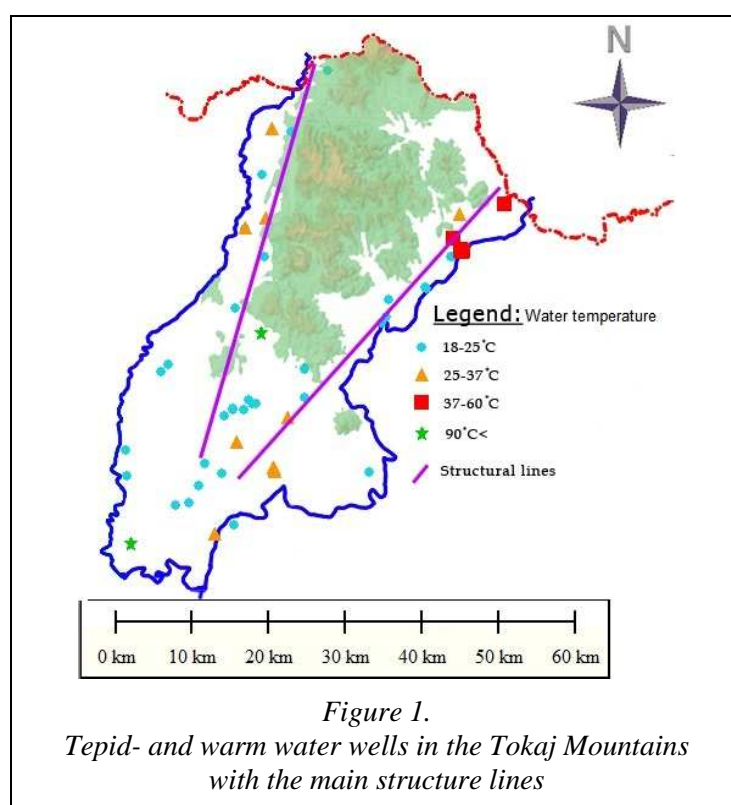 N
Legend: Water temperature
18-25˚C
25-37˚C
37-60˚C
90˚C<
Structural lines
0 km 10 km 20 km 30 km 40 km 50 km 60 km
Figure 1.
Tepid- and warm water wells in the Tokaj Mountains
with the main structure lines